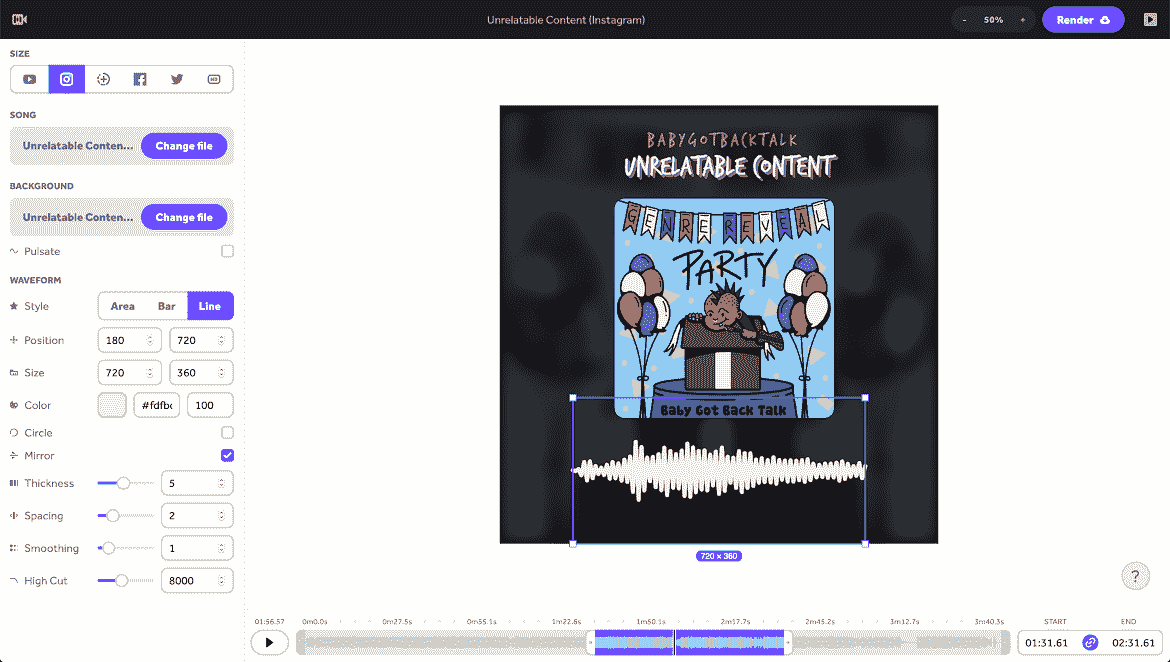 Unrelatable Content (Instagram)
- 50% +
Render
SIZE
HD
SONG
Unrelatable Conten... Change file
BACKGROUND
Unrelatable Conten... Change file
Pulsate
WAVEFORM
Style Area Bar Line
Position 180 720
Size 720 360
Color #fdfbc 100
Circle
Mirror
Thickness 5
Spacing 2
Smoothing 1
High Cut 8000
BABYGOTBACKTALK
UNRELATABLE CONTENT
GENRE REVEAL
PARTY
Baby Got Back Talk
720 × 360
?
01:56.57 0m0.0s 0m27.5s 0m55.1s 1m22.6s 1m50.1s 2m17.7s 2m45.2s 3m12.7s 3m40.3s START END
01:31.61 02:31.61